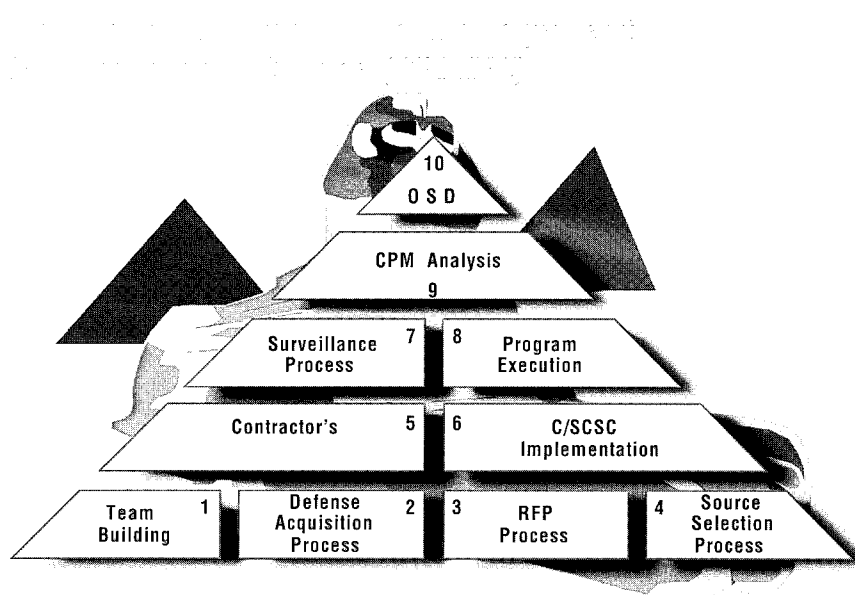 10
OSD
CPM Analysis
9
Surveillance
Process
7
8
Program
Execution
Contractor's
5
6
C/SCSC
Implementation
Team
Building
1
Defense
Acquisition
Process
2
3
RFP
Process
4
Source
Selection
Process